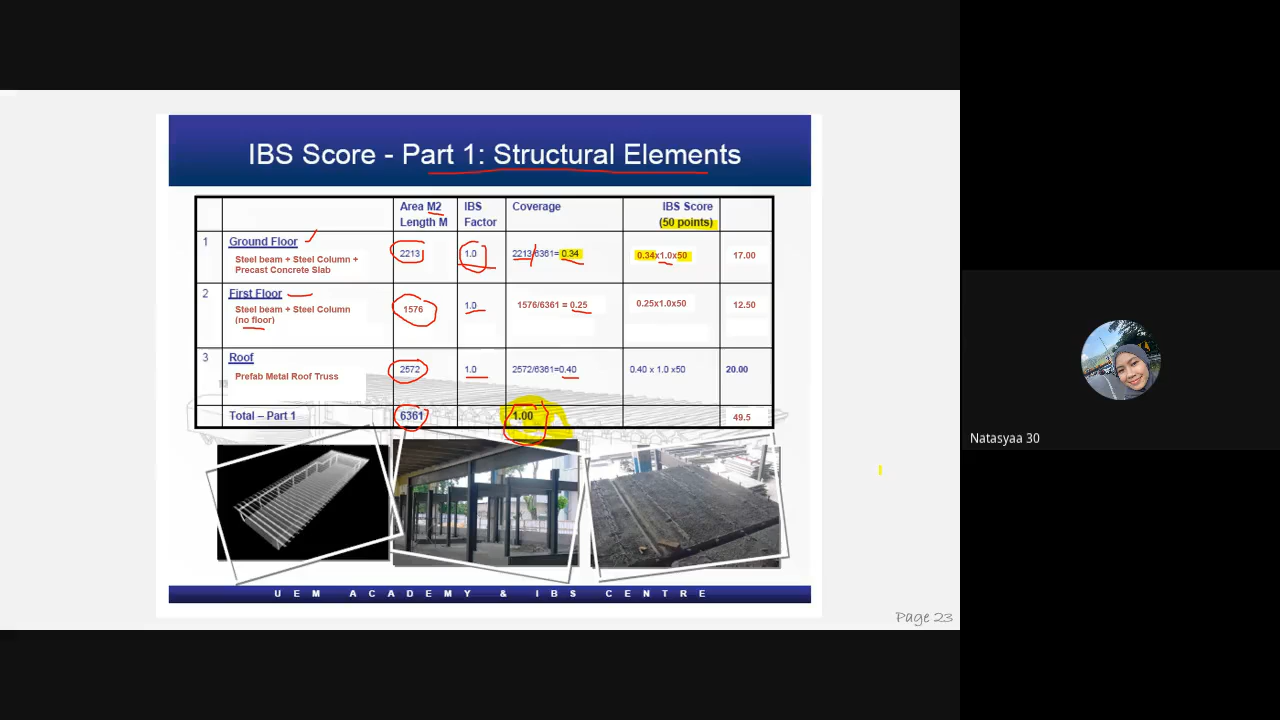 IBS Score - Part 1: Structural Elements
Area M2
Length M
IBS
Factor
Coverage
IBS Score
(50 points)
1
Ground Floor
Steel beam + Steel Column +
Precast Concrete Slab
2213
1.0
2213/6361= 0.34
0.34x1.0x50
17.00
2
First Floor
Steel beam + Steel Column
(no floor)
1576
1.0
1576/6361 = 0.25
0.25x1.0x50
12.50
3
Roof
Prefab Metal Roof Truss
2572
1.0
2572/6361=0.40
0.40 x 1.0 x50
20.00
Total – Part 1
6361
1.00
49.5
UEM ACADEMY & IBS CENTRE
Page 23
Natasyaa 30